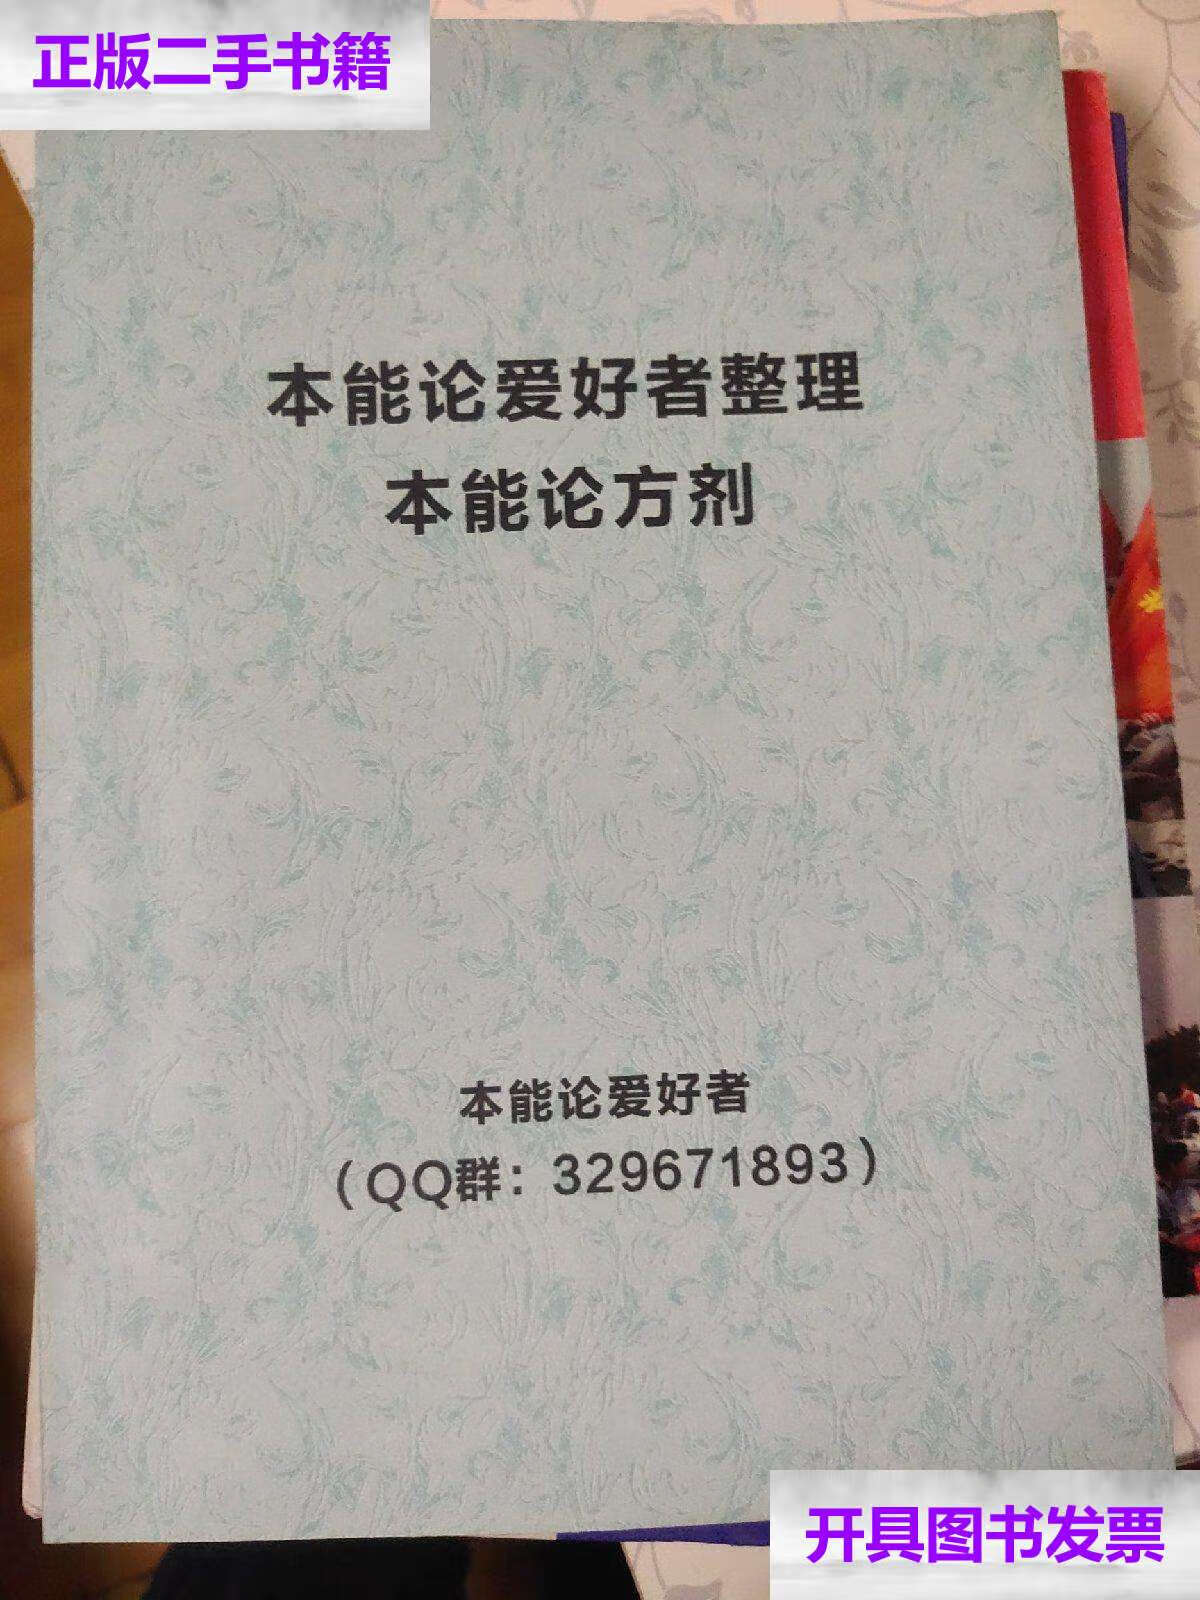 正版二手书籍
本能论爱好者整理
本能论方剂
本能论爱好者
（QQ群：329671893）
开具图书发票